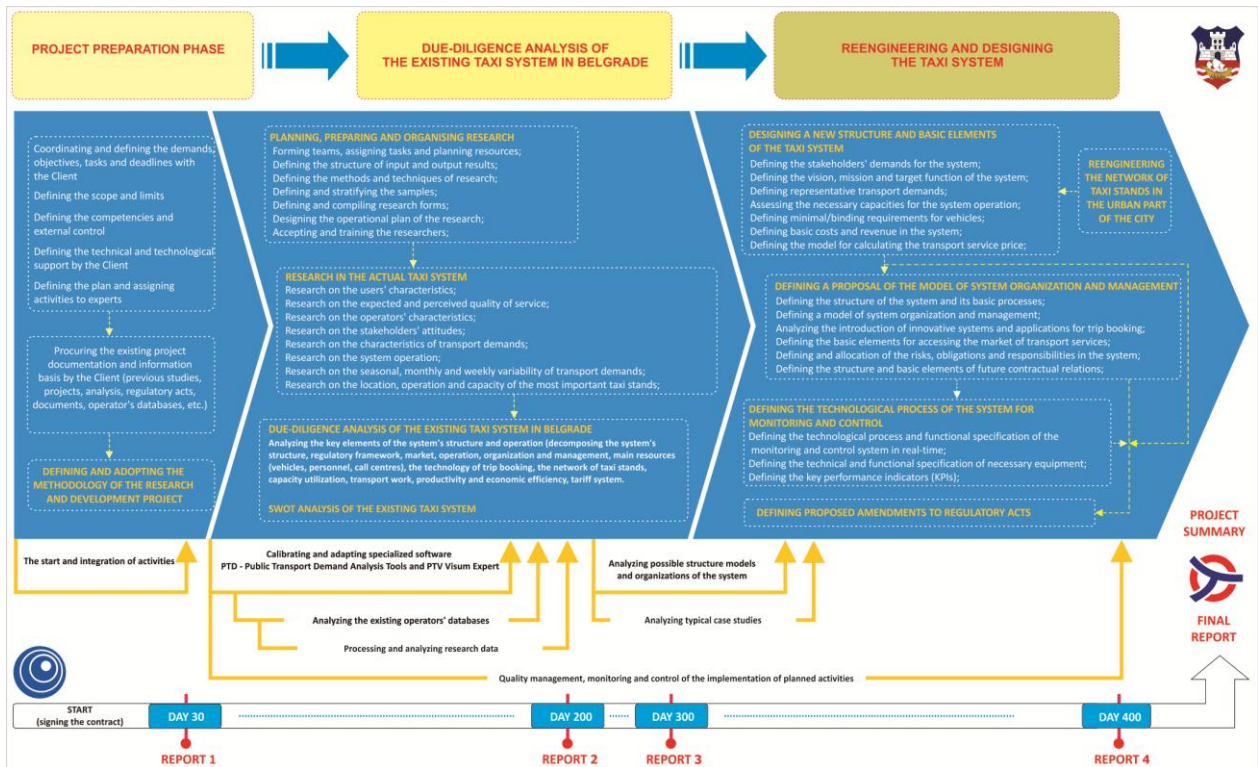 PROJECT PREPARATION PHASE
DUE-DILIGENCE ANALYSIS OF
THE EXISTING TAXI SYSTEM IN BELGRADE
REENGINEERING AND DESIGNING
THE TAXI SYSTEM
Coordinating and defining the demands,
objectives, tasks and deadlines with
the Client
Defining the scope and limits
Defining the competencies and
external control
Defining the technical and technological
support by the Client
Defining the plan and assigning
activities to experts
Procuring the existing project
documentation and information
basis by the Client (previous studies,
projects, analysis, regulatory acts,
documents, operator's databases, etc.)
DEFINING AND ADOPTING THE
METHODOLOGY OF THE RESEARCH
AND DEVELOPMENT PROJECT
PLANNING, PREPARING AND ORGANISING RESEARCH
Forming teams, assigning tasks and planning resources;
Defining the structure of input and output results;
Defining the methods and techniques of research;
Defining and stratifying the samples;
Defining and compiling research forms;
Designing the operational plan of the research;
Accepting and training the researchers;
RESEARCH IN THE ACTUAL TAXI SYSTEM
Research on the users' characteristics;
Research on the expected and perceived quality of service;
Research on the operators' characteristics;
Research on the stakeholders' attitudes;
Research on the characteristics of transport demands;
Research on the system operation;
Research on the seasonal, monthly and weekly variability of transport demands;
Research on the location, operation and capacity of the most important taxi stands;
DUE-DILIGENCE ANALYSIS OF THE EXISTING TAXI SYSTEM IN BELGRADE
Analyzing the key elements of the system's structure and operation (decomposing the system's
structure, regulatory framework, market, operation, organization and management, main resources
(vehicles, personnel, call centres), the technology of trip booking, the network of taxi stands,
capacity utilization, transport work, productivity and economic efficiency, tariff system.
SWOT ANALYSIS OF THE EXISTING TAXI SYSTEM
DESIGNING A NEW STRUCTURE AND BASIC ELEMENTS
OF THE TAXI SYSTEM
Defining the stakeholders' demands for the system;
Defining the vision, mission and target function of the system;
Defining representative transport demands;
Assessing the necessary capacities for the system operation;
Defining minimal/binding requirements for vehicles;
Defining basic costs and revenue in the system;
Defining the model for calculating the transport service price;
REENGINEERING
THE NETWORK OF
TAXI STANDS IN
THE URBAN PART
OF THE CITY
DEFINING A PROPOSAL OF THE MODEL OF SYSTEM ORGANIZATION AND MANAGEMENT
Defining the structure of the system and its basic processes;
Defining a model of system organization and management;
Analyzing the introduction of innovative systems and applications for trip booking;
Defining the basic elements for accessing the market of transport services;
Defining and allocation of the risks, obligations and responsibilities in the system;
Defining the structure and basic elements of future contractual relations;
DEFINING THE TECHNOLOGICAL PROCESS OF THE SYSTEM FOR
MONITORING AND CONTROL
Defining the technological process and functional specification of the
monitoring and control system in real-time;
Defining the technical and functional specification of necessary equipment;
Defining the key performance indicators (KPIs);
DEFINING PROPOSED AMENDMENTS TO REGULATORY ACTS
The start and integration of activities
Calibrating and adapting specialized software
PTD - Public Transport Demand Analysis Tools and PTV Visum Expert
Analyzing the existing operators' databases
Processing and analyzing research data
Analyzing possible structure models
and organizations of the system
Analyzing typical case studies
Quality management, monitoring and control of the implementation of planned activities
PROJECT
SUMMARY
FINAL
REPORT
START
(signing the contract)
DAY 30
DAY 200
DAY 300
DAY 400
REPORT 1
REPORT 2
REPORT 3
REPORT 4